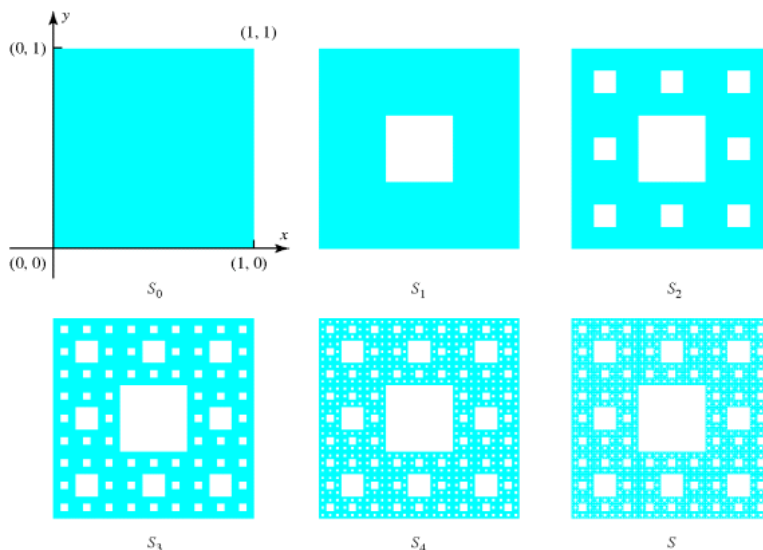 y
(0, 1)
(1, 1)
x
(0, 0)
(1, 0)
S₀
S₁
S₂
S₃
S₄
S